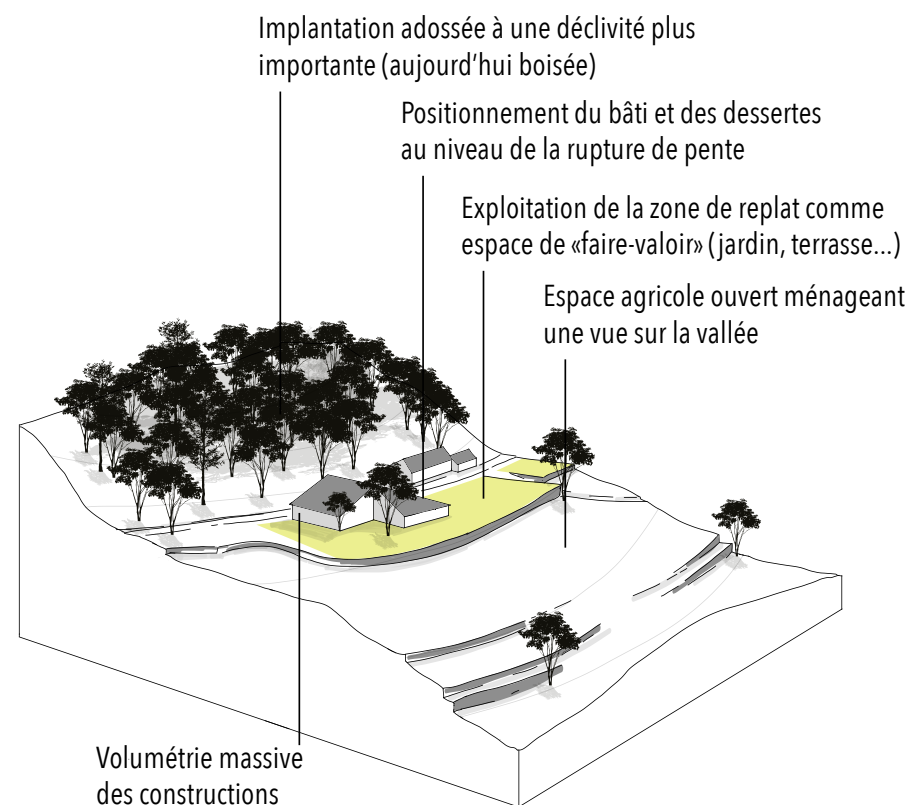 Implantation adossée à une déclivité plus
importante (aujourd’hui boisée)
Positionnement du bâti et des dessertes
au niveau de la rupture de pente
Exploitation de la zone de replat comme
espace de «faire-valoir» (jardin, terrasse...)
Espace agricole ouvert ménageant
une vue sur la vallée
Volumétrie massive
des constructions